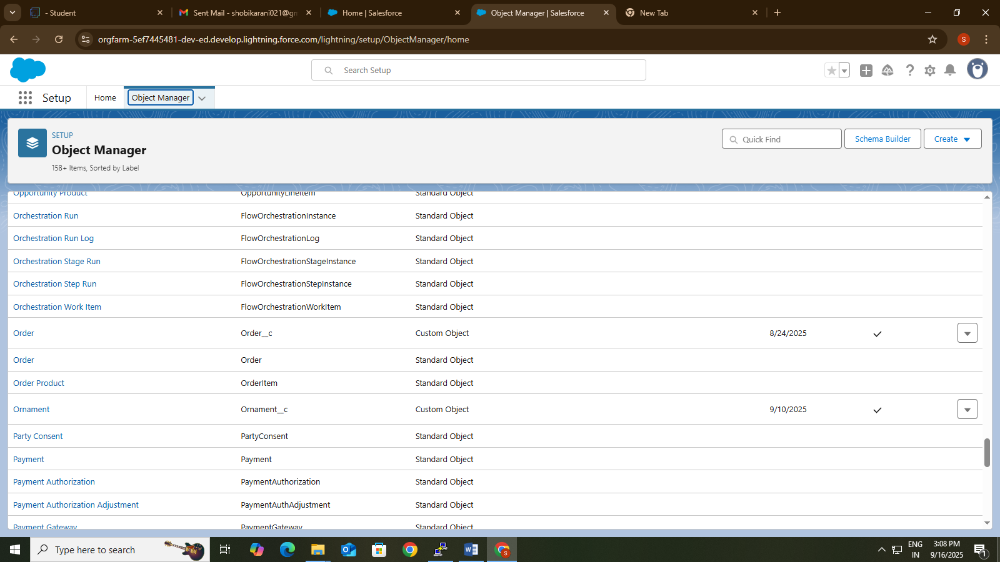 - Student
Sent Mail - shobikarani021@gm
Home | Salesforce
Object Manager | Salesforce
New Tab
orgfarm-5ef7445481-dev-ed.develop.lightning.force.com/lightning/setup/ObjectManager/home
S
Search Setup
Setup
Home
Object Manager
SETUP
Object Manager
158+ Items, Sorted by Label
Quick Find
Schema Builder
Create
Opportunity Product OpportunityLineItem Standard Object
Orchestration Run FlowOrchestrationInstance Standard Object
Orchestration Run Log FlowOrchestrationLog Standard Object
Orchestration Stage Run FlowOrchestrationStageInstance Standard Object
Orchestration Step Run FlowOrchestrationStepInstance Standard Object
Orchestration Work Item FlowOrchestrationWorkItem Standard Object
Order Order__c Custom Object 8/24/2025
Order Order Standard Object
Order Product OrderItem Standard Object
Ornament Ornament__c Custom Object 9/10/2025
Party Consent PartyConsent Standard Object
Payment Payment Standard Object
Payment Authorization PaymentAuthorization Standard Object
Payment Authorization Adjustment PaymentAuthAdjustment Standard Object
Payment Gateway PaymentGateway Standard Object
Type here to search
ENG
IN
3:08 PM
9/16/2025
1